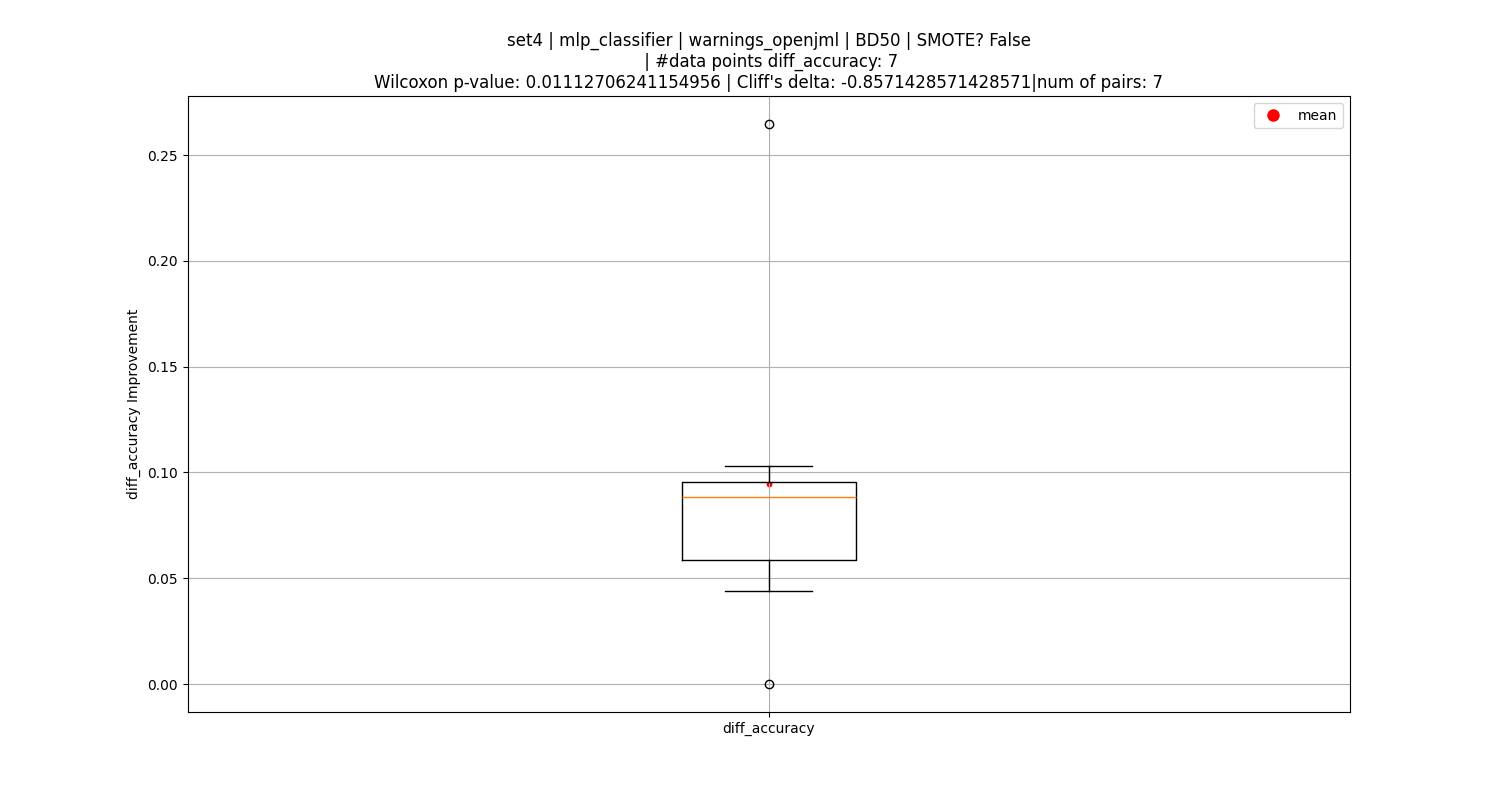 set4 | mlp_classifier | warnings_openjml | BD50 | SMOTE? False
| #data points diff_accuracy: 7
Wilcoxon p-value: 0.01112706241154956 | Cliff's delta: -0.8571428571428571|num of pairs: 7
mean
0.25
0.20
0.15
0.10
0.05
0.00
diff_accuracy Improvement
diff_accuracy